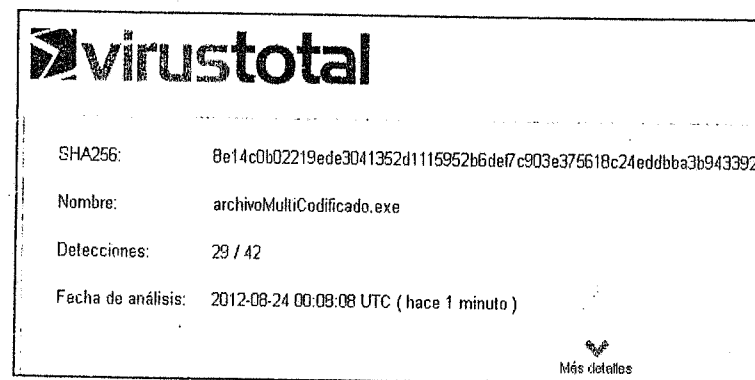 virustotal
SHA256: 8e14c0b02219ede3041352d1115952b6def7c903e375618c24eddbba3b943392
Nombre: archivoMultiCodificado.exe
Detecciones: 29 / 42
Fecha de análisis: 2012-08-24 00:08:08 UTC ( hace 1 minuto )
Más detalles